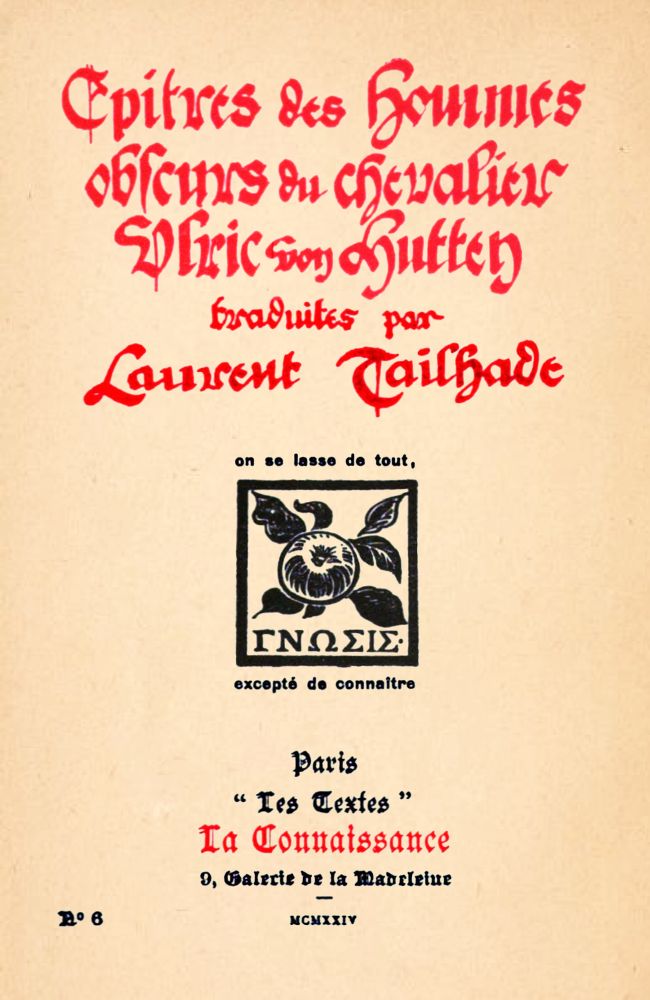 Epitres des Hommes
obscurs du chevalier
Ulric von Hutten
traduites par
Laurent Tailhade
on se lasse de tout,
ΓΝΩΣΙΣ·
excepté de connaître
Paris
“ Les Textes ”
La Connaissance
9, Galerie de la Madeleine
Nº 6
MCMXXIV